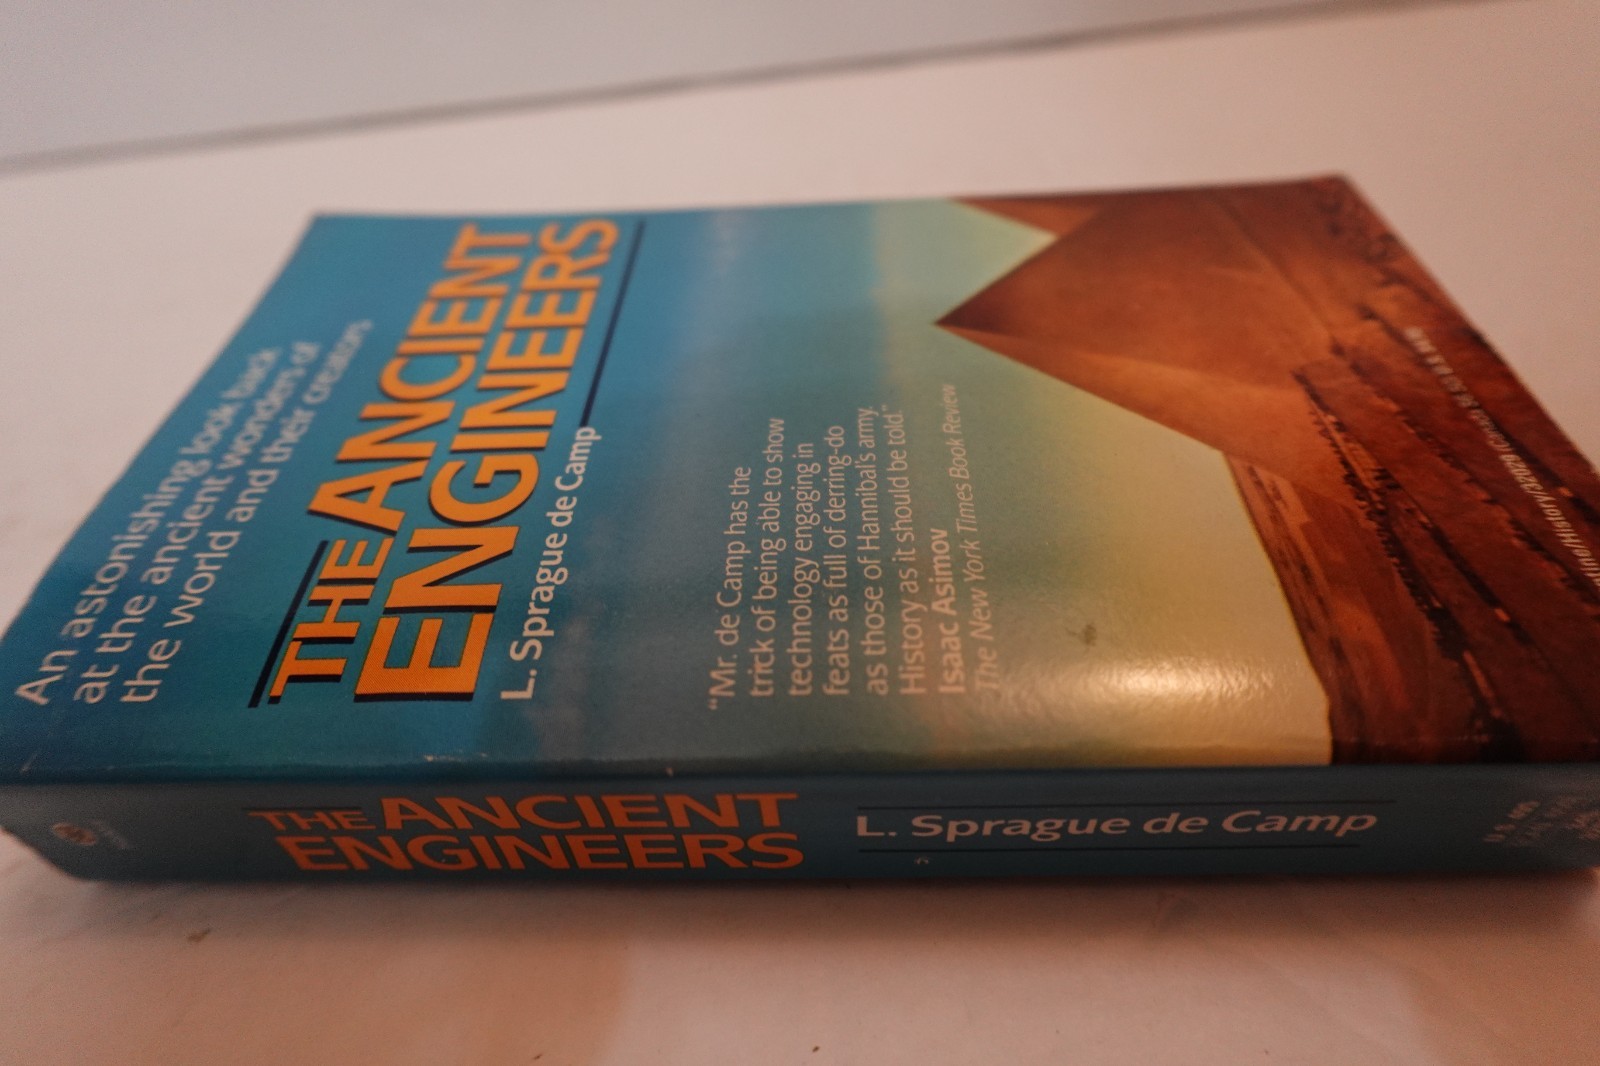 An astonishing look back
at the ancient wonders of
the world and their creators
THE ANCIENT
ENGINEERS
L. Sprague de Camp
"Mr. de Camp has the
trick of being able to show
technology engaging in
feats as full of derring-do
as those of Hannibal's army.
History as it should be told."
Isaac Asimov
The New York Times Book Review
THE ANCIENT
ENGINEERS
L. Sprague de Camp